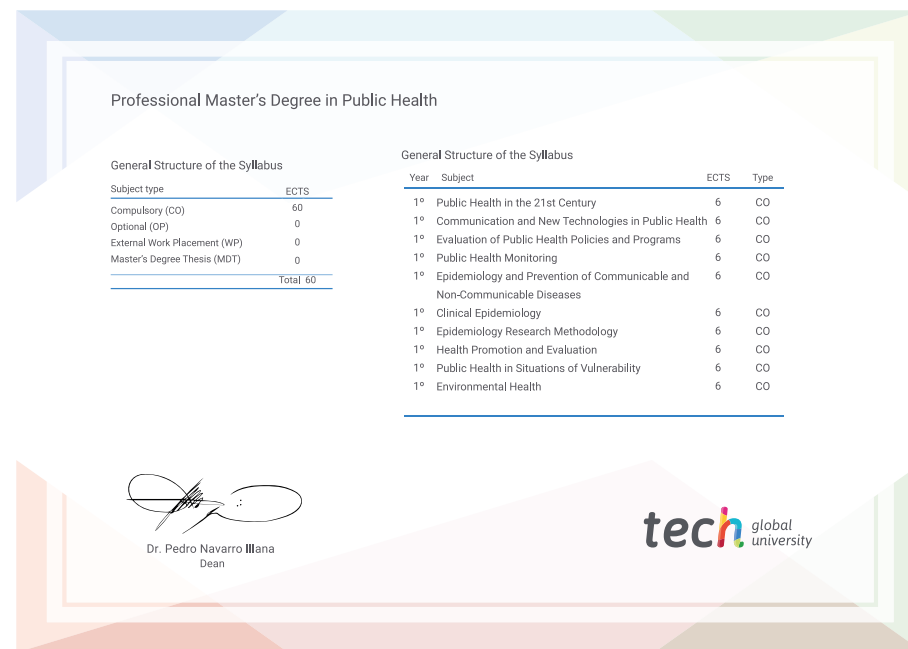 Professional Master's Degree in Public Health
General Structure of the Syllabus
Subject type ECTS
Compulsory (CO) 60
Optional (OP) 0
External Work Placement (WP) 0
Master's Degree Thesis (MDT) 0
Total 60
General Structure of the Syllabus
Year Subject ECTS Type
1º Public Health in the 21st Century 6 CO
1º Communication and New Technologies in Public Health 6 CO
1º Evaluation of Public Health Policies and Programs 6 CO
1º Public Health Monitoring 6 CO
1º Epidemiology and Prevention of Communicable and 6 CO
Non-Communicable Diseases
1º Clinical Epidemiology 6 CO
1º Epidemiology Research Methodology 6 CO
1º Health Promotion and Evaluation 6 CO
1º Public Health in Situations of Vulnerability 6 CO
1º Environmental Health 6 CO
Dr. Pedro Navarro Illana
Dean
tech global
university